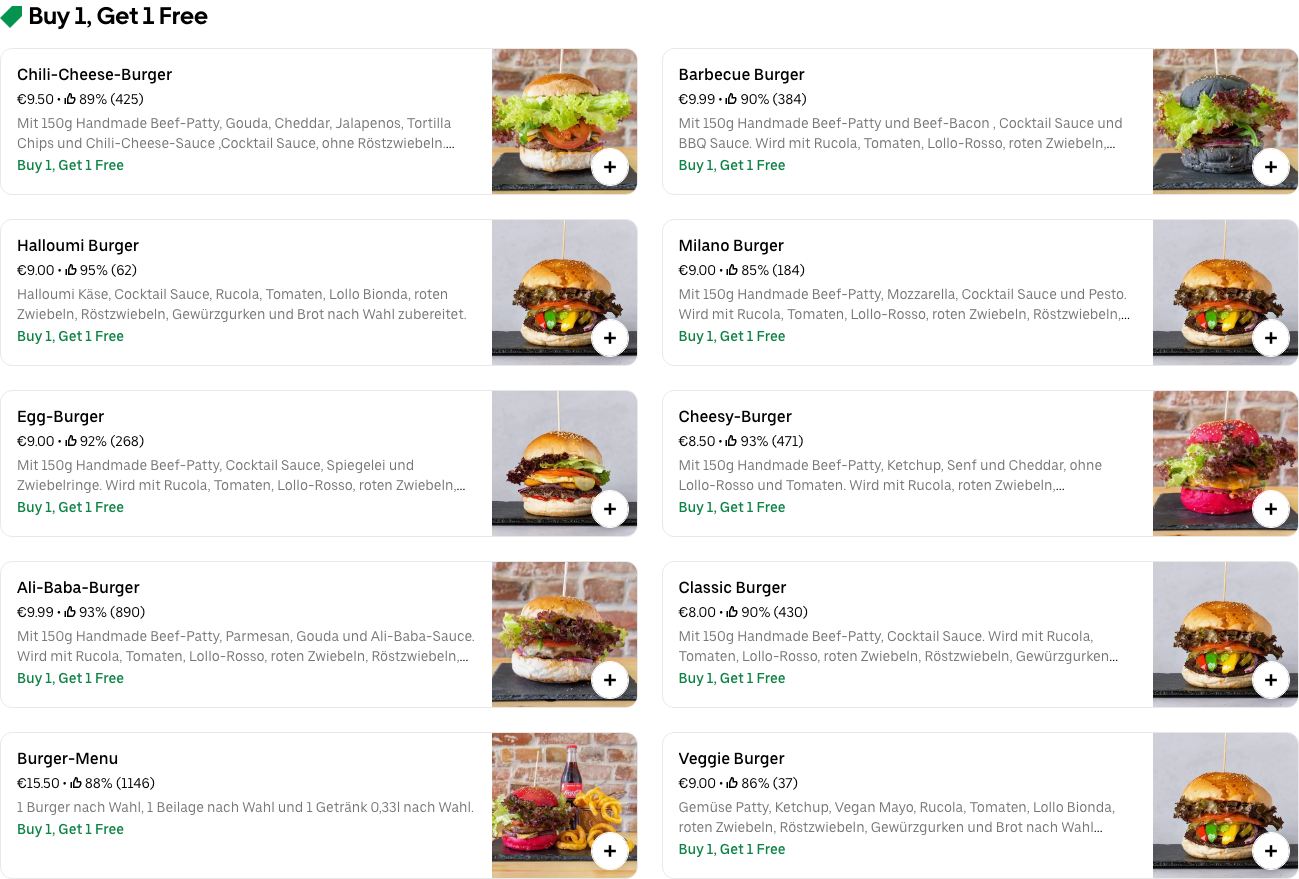 Buy 1, Get 1 Free
Chili-Cheese-Burger
€9.50 • 89% (425)
Mit 150g Handmade Beef-Patty, Gouda, Cheddar, Jalapenos, Tortilla
Chips und Chili-Cheese-Sauce ,Cocktail Sauce, ohne Röstzwiebeln....
Buy 1, Get 1 Free
Barbecue Burger
€9.99 • 90% (384)
Mit 150g Handmade Beef-Patty und Beef-Bacon , Cocktail Sauce und
BBQ Sauce. Wird mit Rucola, Tomaten, Lollo-Rosso, roten Zwiebeln,...
Buy 1, Get 1 Free
Halloumi Burger
€9.00 • 95% (62)
Halloumi Käse, Cocktail Sauce, Rucola, Tomaten, Lollo Bionda, roten
Zwiebeln, Röstzwiebeln, Gewürzgurken und Brot nach Wahl zubereitet.
Buy 1, Get 1 Free
Milano Burger
€9.00 • 85% (184)
Mit 150g Handmade Beef-Patty, Mozzarella, Cocktail Sauce und Pesto.
Wird mit Rucola, Tomaten, Lollo-Rosso, roten Zwiebeln, Röstzwiebeln,...
Buy 1, Get 1 Free
Egg-Burger
€9.00 • 92% (268)
Mit 150g Handmade Beef-Patty, Cocktail Sauce, Spiegelei und
Zwiebelringe. Wird mit Rucola, Tomaten, Lollo-Rosso, roten Zwiebeln,...
Buy 1, Get 1 Free
Cheesy-Burger
€8.50 • 93% (471)
Mit 150g Handmade Beef-Patty, Ketchup, Senf und Cheddar, ohne
Lollo-Rosso und Tomaten. Wird mit Rucola, roten Zwiebeln,...
Buy 1, Get 1 Free
Ali-Baba-Burger
€9.99 • 93% (890)
Mit 150g Handmade Beef-Patty, Parmesan, Gouda und Ali-Baba-Sauce.
Wird mit Rucola, Tomaten, Lollo-Rosso, roten Zwiebeln, Röstzwiebeln,...
Buy 1, Get 1 Free
Classic Burger
€8.00 • 90% (430)
Mit 150g Handmade Beef-Patty, Cocktail Sauce. Wird mit Rucola,
Tomaten, Lollo-Rosso, roten Zwiebeln, Röstzwiebeln, Gewürzgurken...
Buy 1, Get 1 Free
Burger-Menu
€15.50 • 88% (1146)
1 Burger nach Wahl, 1 Beilage nach Wahl und 1 Getränk 0,33l nach Wahl.
Buy 1, Get 1 Free
Veggie Burger
€9.00 • 86% (37)
Gemüse Patty, Ketchup, Vegan Mayo, Rucola, Tomaten, Lollo Bionda,
roten Zwiebeln, Röstzwiebeln, Gewürzgurken und Brot nach Wahl...
Buy 1, Get 1 Free